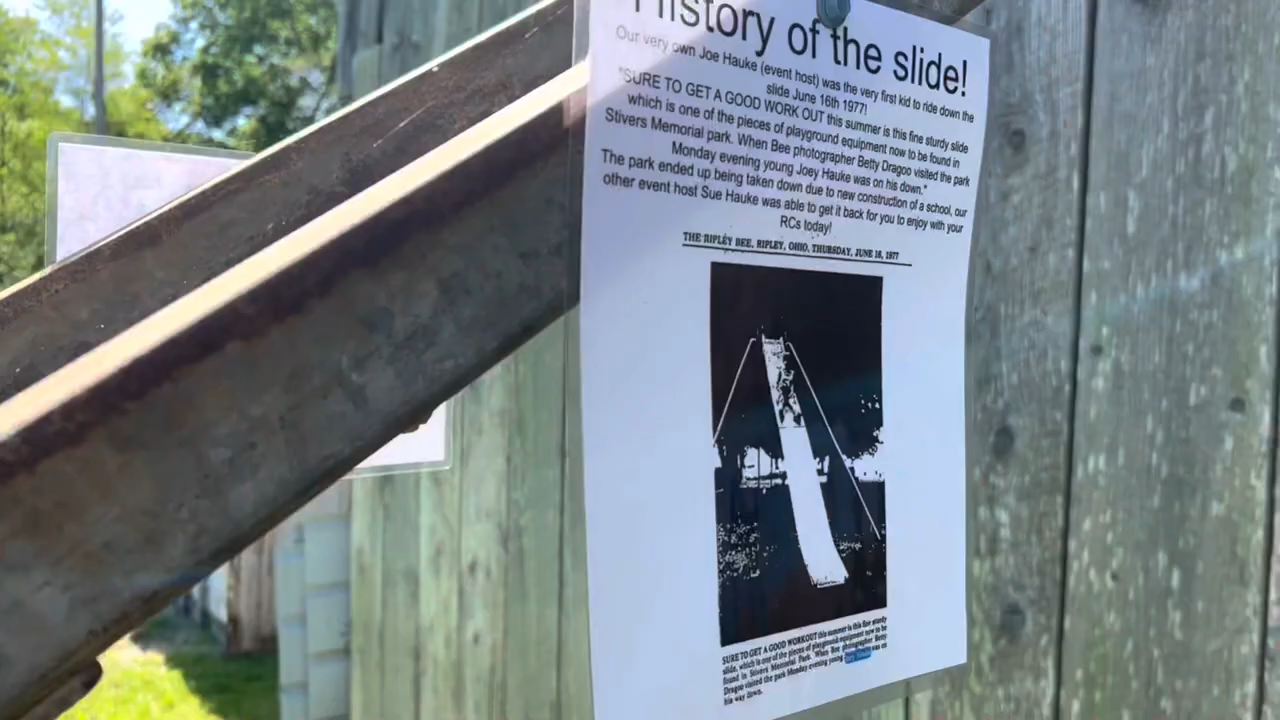 History of the slide!
Our very own Joe Hauke (event host) was the very first kid to ride down the
slide June 16th 1977!
"SURE TO GET A GOOD WORK OUT this summer is this fine sturdy slide
which is one of the pieces of playground equipment now to be found in
Stivers Memorial park. When Bee photographer Betty Dragoo visited the park
Monday evening young Joey Hauke was on his down."
The park ended up being taken down due to new construction of a school, our
other event host Sue Hauke was able to get it back for you to enjoy with your
RCs today!
THE RIPLEY BEE, RIPLEY, OHIO, THURSDAY, JUNE 16, 1977
SURE TO GET A GOOD WORKOUT this summer is this fine sturdy
slide, which is one of the pieces of playground equipment now to be
found in Stivers Memorial Park. When Bee photographer Betty
Dragoo visited the park Monday evening young was on
his way down.